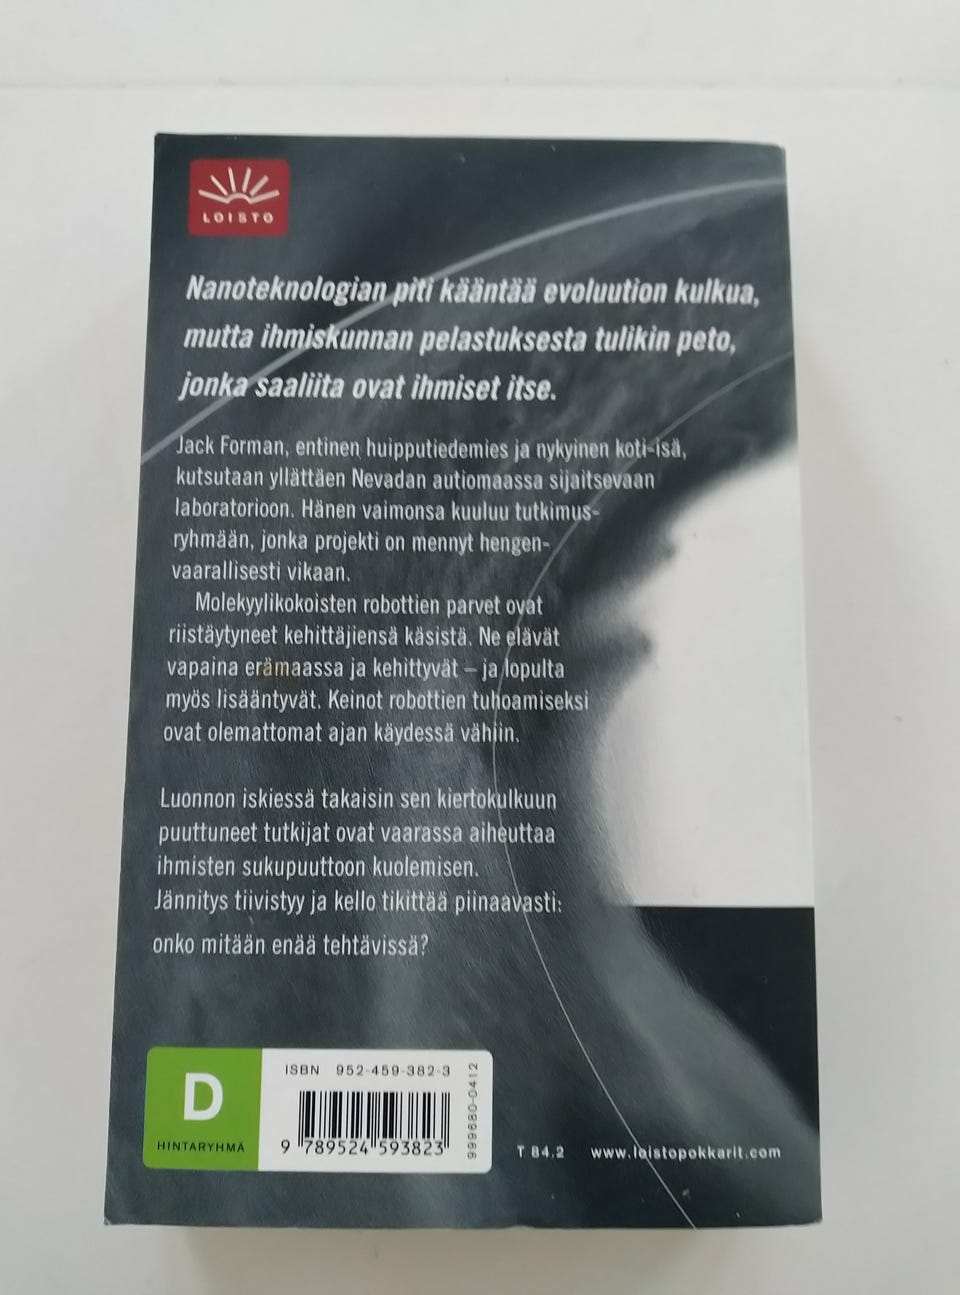 LOISTO
Nanoteknologian piti kääntää evoluution kulkua,
mutta ihmiskunnan pelastuksesta tulikin peto,
jonka saaliita ovat ihmiset itse.
Jack Forman, entinen huipputiedemies ja nykyinen koti-isä,
kutsutaan yllättäen Nevadan autiomaassa sijaitsevaan
laboratorioon. Hänen vaimonsa kuuluu tutkimus-
ryhmään, jonka projekti on mennyt hengen-
vaarallisesti vikaan.
Molekyylikokoisten robottien parvet ovat
riistäytyneet kehittäjiensä käsistä. Ne elävät
vapaina erämaassa ja kehittyvät – ja lopulta
myös lisääntyvät. Keinot robottien tuhoamiseksi
ovat olemattomat ajan käydessä vähiin.
Luonnon iskiessä takaisin sen kiertokulkuun
puuttuneet tutkijat ovat vaarassa aiheuttaa
ihmisten sukupuuttoon kuolemisen.
Jännitys tiivistyy ja kello tikittää piinaavasti:
onko mitään enää tehtävissä?
D
HINTARYHMÄ
ISBN 952-459-382-3
9 789524 593823
999680-0412
T 84.2
www.loistopokkarit.com